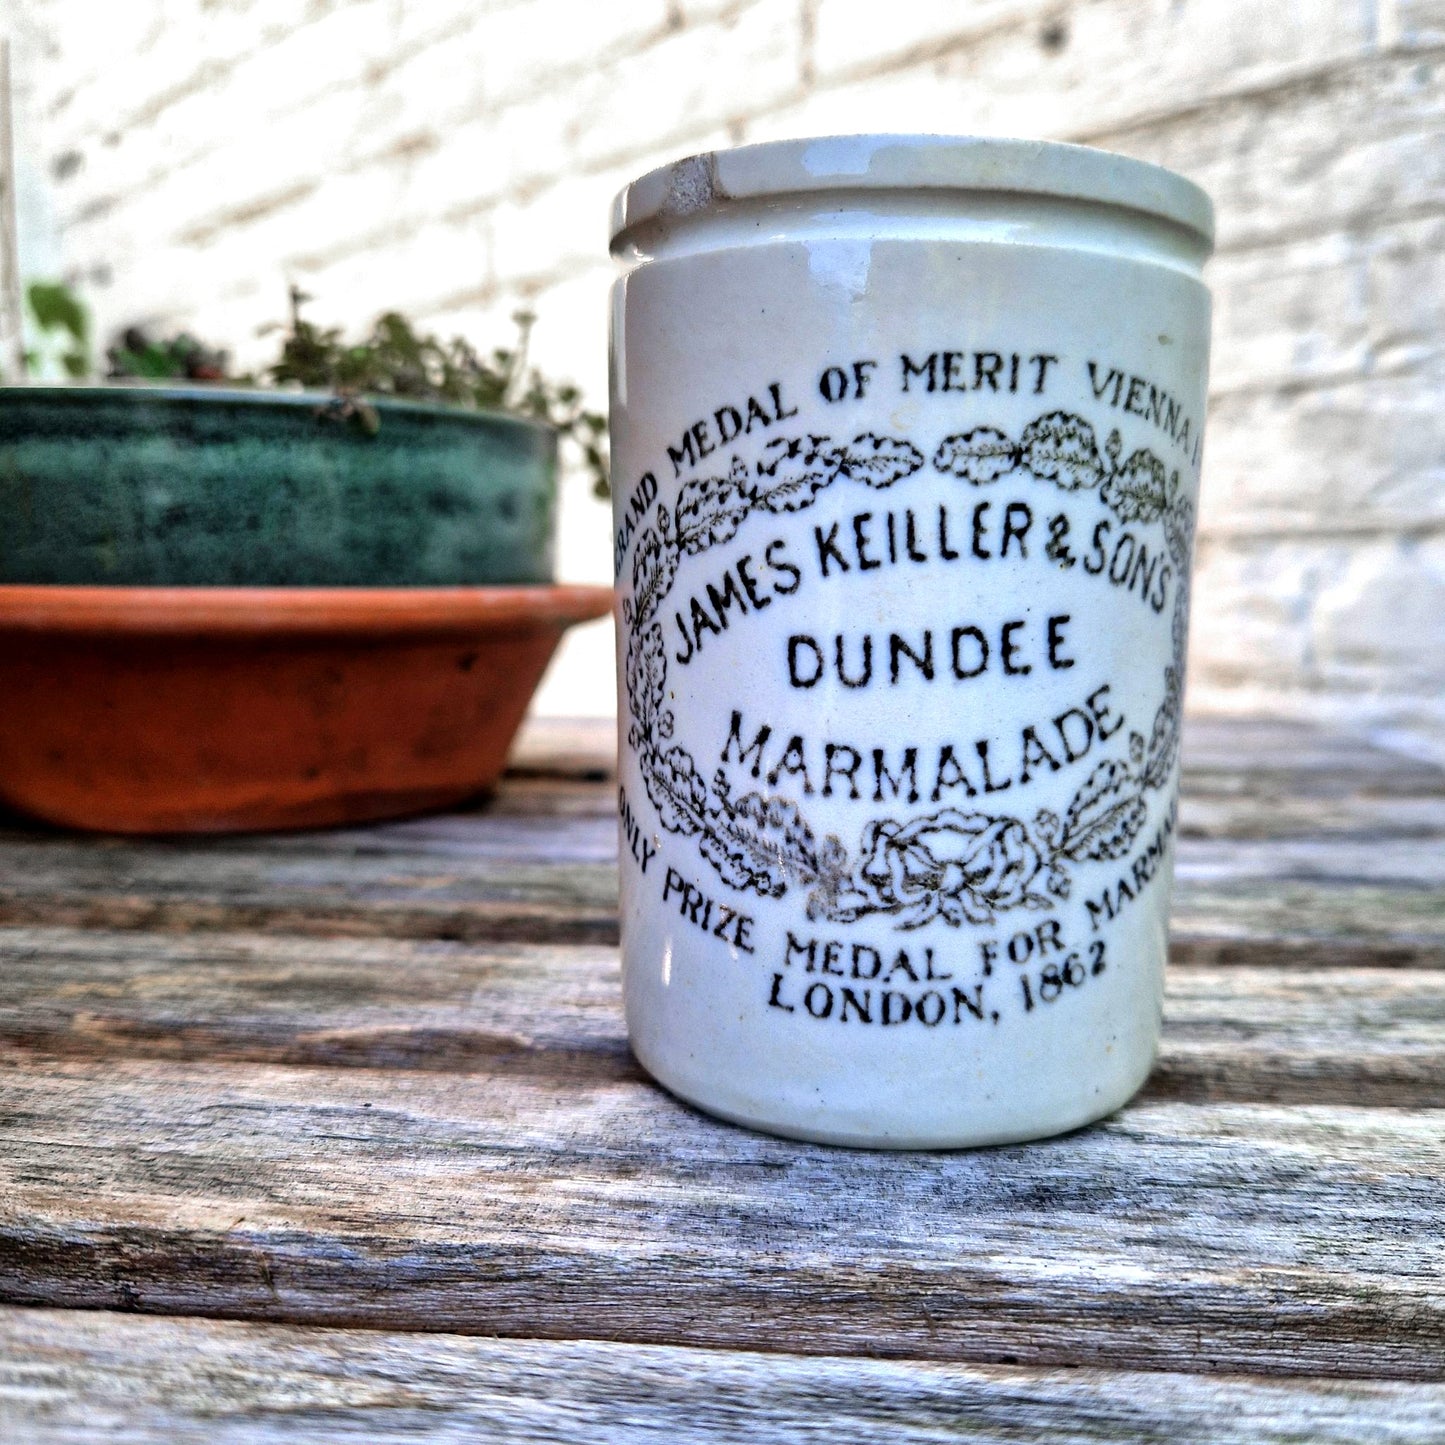 GRAND MEDAL OF MERIT VIENNA,
JAMES KEILLER & SONS
DUNDEE
MARMALADE
ONLY PRIZE MEDAL FOR
LONDON, 1862